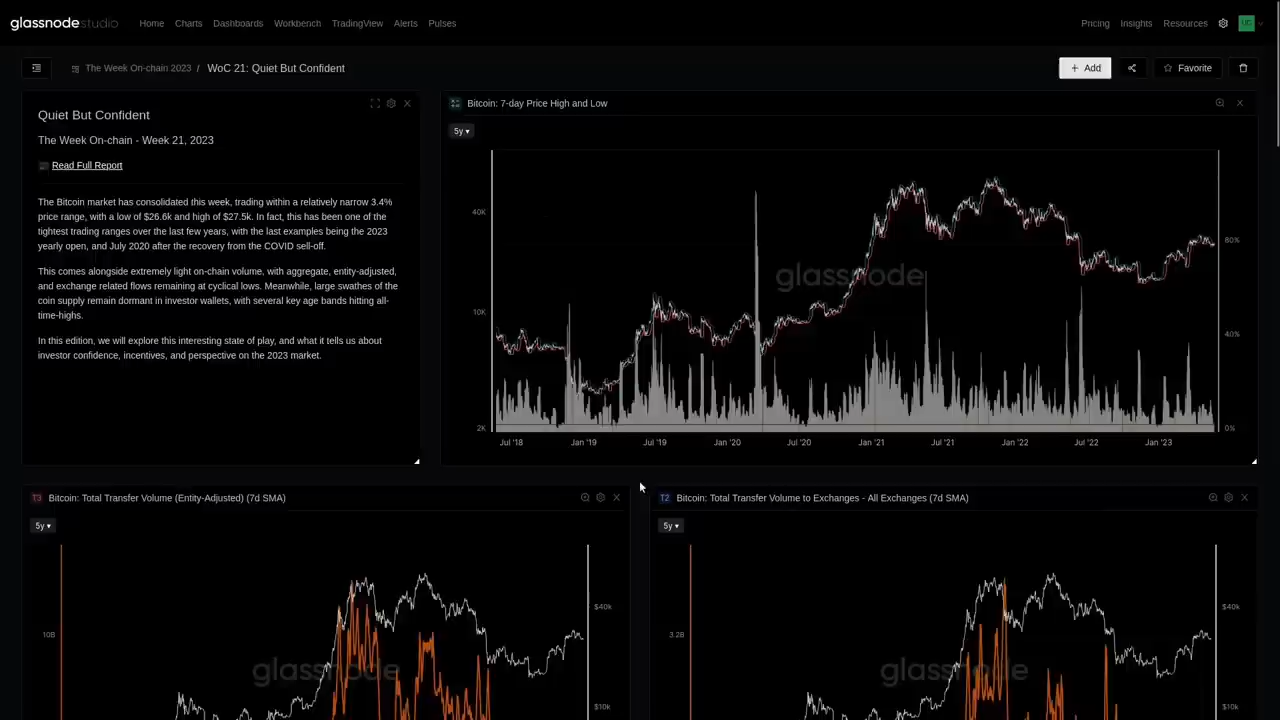 glassnode studio Home Charts Dashboards Workbench TradingView Alerts Pulses Pricing Insights Resources
The Week On-chain 2023 / WoC 21: Quiet But Confident
+ Add Favorite
Quiet But Confident
The Week On-chain - Week 21, 2023
Read Full Report
The Bitcoin market has consolidated this week, trading within a relatively narrow 3.4%
price range, with a low of $26.6k and high of $27.5k. In fact, this has been one of the
tightest trading ranges over the last few years, with the last examples being the 2023
yearly open, and July 2020 after the recovery from the COVID sell-off.
This comes alongside extremely light on-chain volume, with aggregate, entity-adjusted,
and exchange related flows remaining at cyclical lows. Meanwhile, large swathes of the
coin supply remain dormant in investor wallets, with several key age bands hitting all-
time-highs.
In this edition, we will explore this interesting state of play, and what it tells us about
investor confidence, incentives, and perspective on the 2023 market.
Bitcoin: 7-day Price High and Low
5y
40K
80%
glassnode
10K
40%
2K
0%
Jul '18 Jan '19 Jul '19 Jan '20 Jul '20 Jan '21 Jul '21 Jan '22 Jul '22 Jan '23
T3 Bitcoin: Total Transfer Volume (Entity-Adjusted) (7d SMA)
5y
$40k
10B
glassnode
$10k
T2 Bitcoin: Total Transfer Volume to Exchanges - All Exchanges (7d SMA)
5y
$40k
3.2B
glassnode
$10k